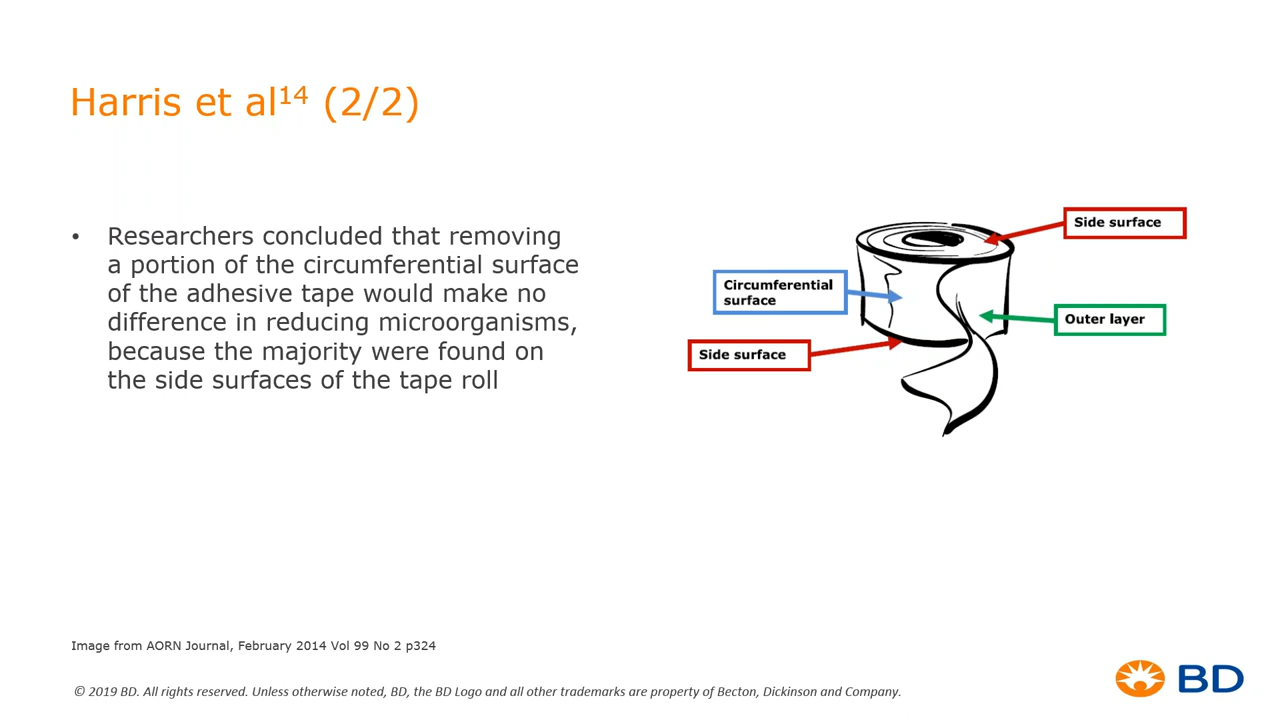 Harris et al14 (2/2)
• Researchers concluded that removing
a portion of the circumferential surface
of the adhesive tape would make no
difference in reducing microorganisms,
because the majority were found on
the side surfaces of the tape roll
Side surface
Circumferential
surface
Outer layer
Side surface
Image from AORN Journal, February 2014 Vol 99 No 2 p324
© 2019 BD. All rights reserved. Unless otherwise noted, BD, the BD Logo and all other trademarks are property of Becton, Dickinson and Company.
BD